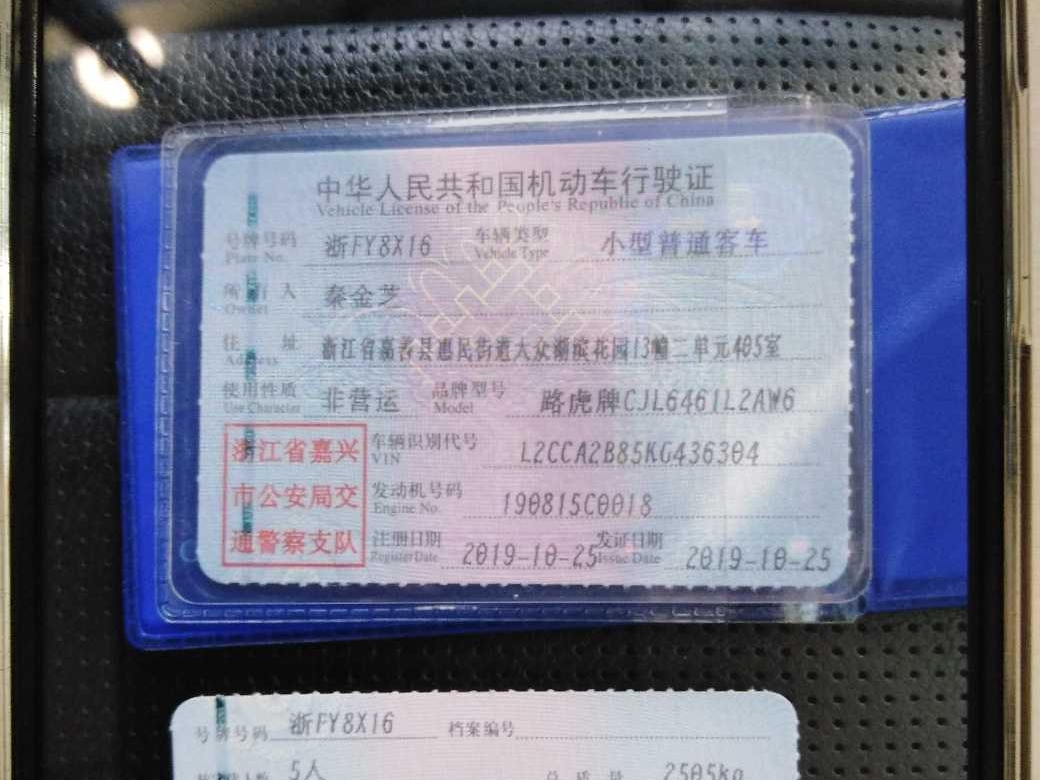 中华人民共和国机动车行驶证
Vehicle License of the People's Republic of China
号牌号码 浙FY8X16 车辆类型 小型普通客车
Plate No. Vehicle Type
所有人 秦金芝
Owner
住址 浙江省嘉善县惠民街道大众湖滨花园13幢二单元405室
Address
使用性质 非营运 品牌型号 路虎牌CJL6461L2AW6
Use Character Model
浙江省嘉兴 车辆识别代号 L2CCA2B85KG436304
VIN
市公安局交 发动机号码 190815C0018
Engine No.
通警察支队 注册日期 2019-10-25 发证日期 2019-10-25
Register Date Issue Date
号牌号码 浙FY8X16 档案编号
5人 总质量 2505kg